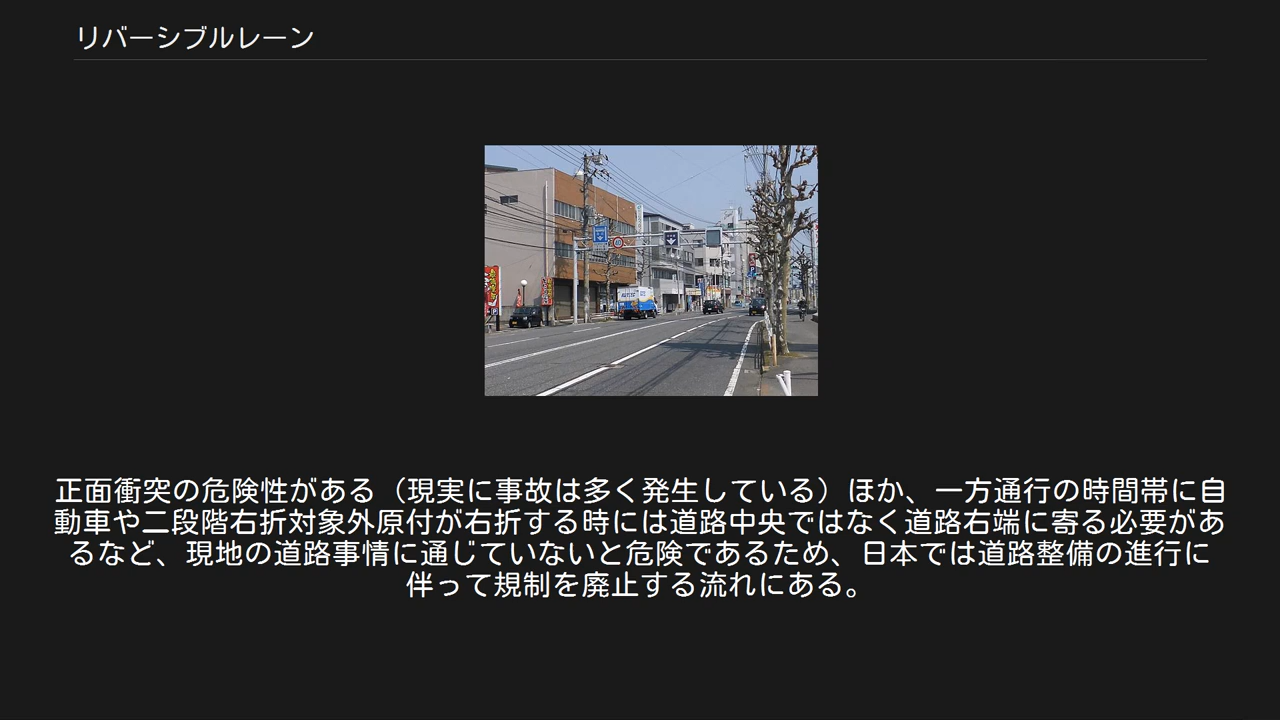 リバーシブルレーン
正面衝突の危険性がある（現実に事故は多く発生している）ほか、一方通行の時間帯に自
動車や二段階右折対象外原付が右折する時には道路中央ではなく道路右端に寄る必要があ
るなど、現地の道路事情に通じていないと危険であるため、日本では道路整備の進行に
伴って規制を廃止する流れにある。